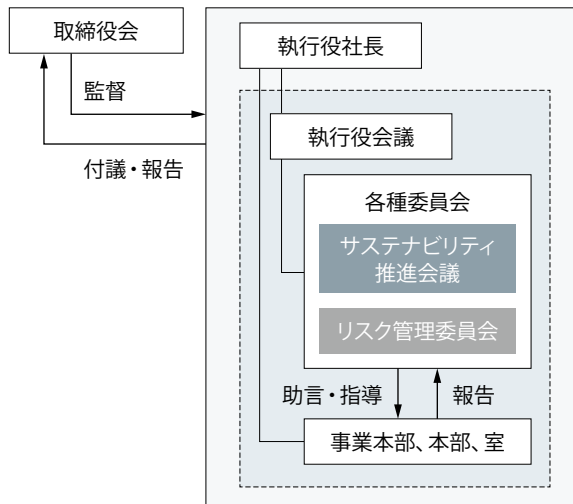 取締役会
執行役社長
監督
付議・報告
執行役会議
各種委員会
サステナビリティ
推進会議
リスク管理委員会
助言・指導
報告
事業本部、本部、室